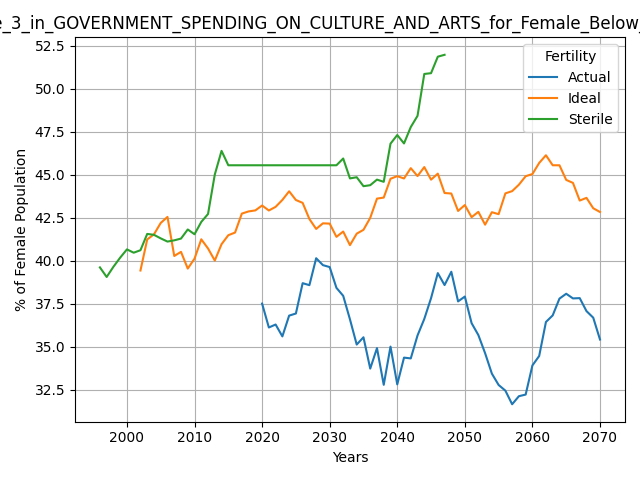 e_3_in_GOVERNMENT_SPENDING_ON_CULTURE_AND_ARTS_for_Female_Below_
Fertility
Actual
Ideal
Sterile
% of Female Population
52.5
50.0
47.5
45.0
42.5
40.0
37.5
35.0
32.5
2000 2010 2020 2030 2040 2050 2060 2070
Years